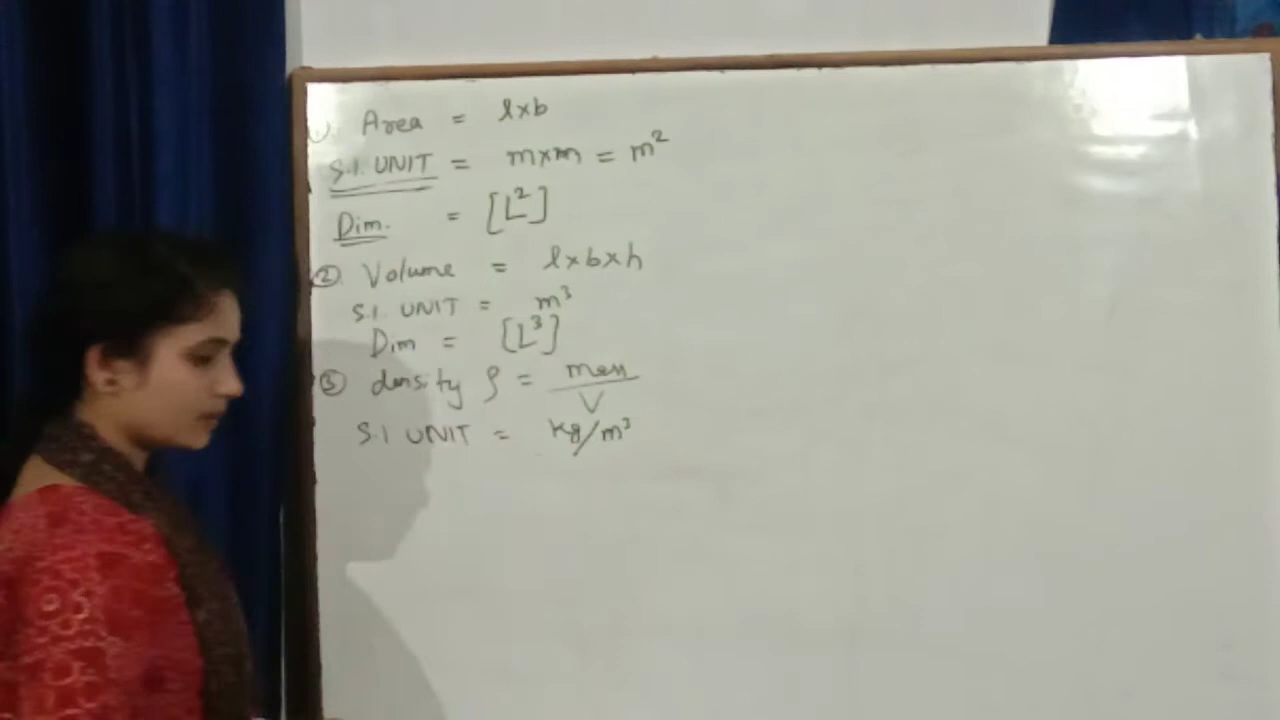 1. Area = l×b
S.I. UNIT = m×m = m²
Dim. = [L²]
② Volume = l×b×h
S.I. UNIT = m³
Dim = [L³]
③ density ρ = mass / V
S.I UNIT = kg/m³